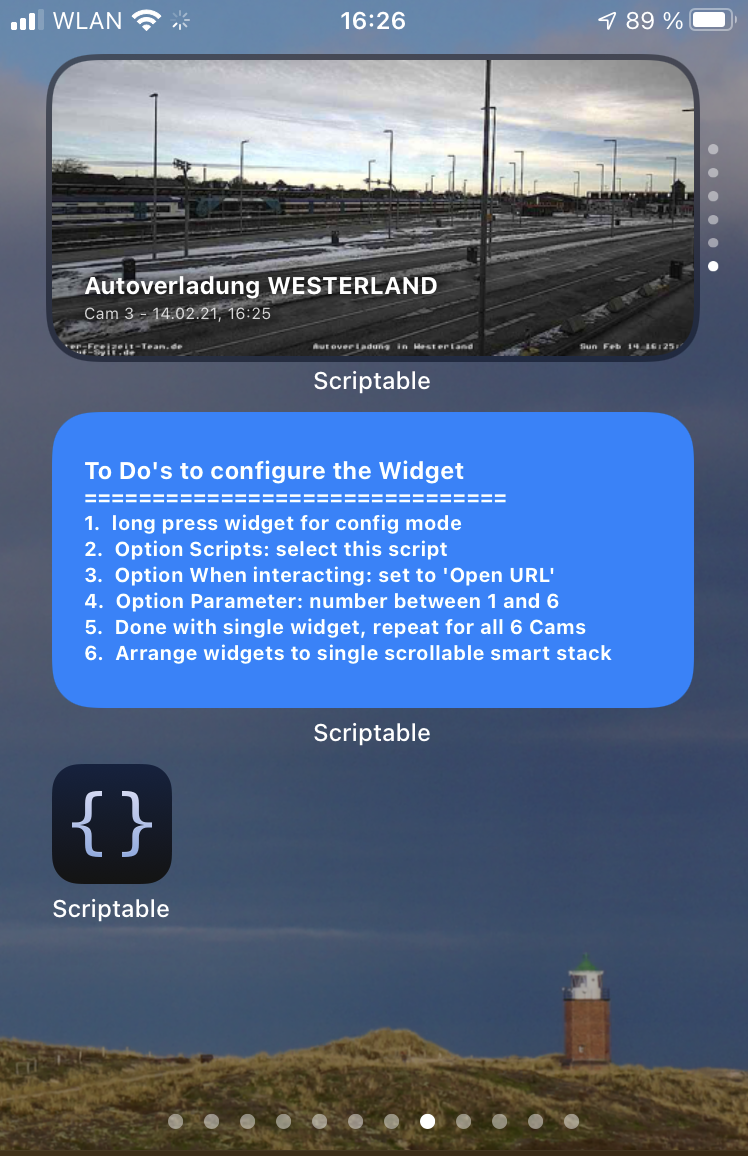 WLAN 16:26 89 %
Autoverladung WESTERLAND
Cam 3 - 14.02.21, 16:25
er-Freizeit-Team.de Autoverladung in Westerland Sun Feb 14 16:25:
uf-Sylt.de
Scriptable
To Do's to configure the Widget
===============================
1. long press widget for config mode
2. Option Scripts: select this script
3. Option When interacting: set to 'Open URL'
4. Option Parameter: number between 1 and 6
5. Done with single widget, repeat for all 6 Cams
6. Arrange widgets to single scrollable smart stack
Scriptable
{ }
Scriptable